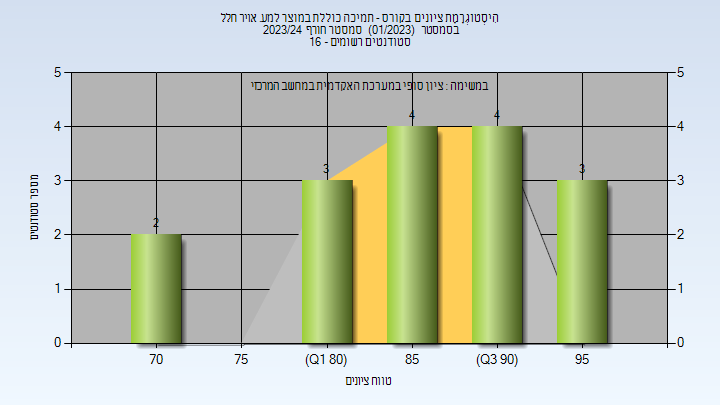 היסטוגרמת ציונים בקורס - תמיכה כוללת במוצר למע. אויר חלל
בסמסטר (01/2023) סמסטר חורף 2023/24
סטודנטים רשומים - 16
במשימה : ציון סופי במערכת האקדמית במחשב המרכזי
5 5
4 4 4 4
3 3 3 3
2 2 2
1 1
0 0
70 75 (Q1 80) 85 (Q3 90) 95
מספר סטודנטים
טווח ציונים